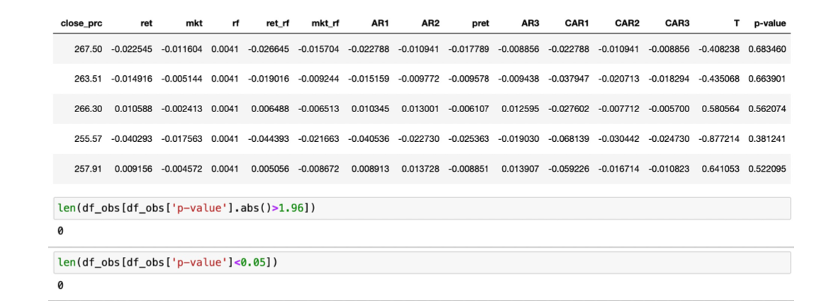 close_prc ret mkt rf ret_rf mkt_rf AR1 AR2 pret AR3 CAR1 CAR2 CAR3 T p-value
267.50 -0.022545 -0.011604 0.0041 -0.026645 -0.015704 -0.022788 -0.010941 -0.017789 -0.008856 -0.022788 -0.010941 -0.008856 -0.408238 0.683460
263.51 -0.014916 -0.005144 0.0041 -0.019016 -0.009244 -0.015159 -0.009772 -0.009578 -0.009438 -0.037947 -0.020713 -0.018294 -0.435068 0.663901
266.30 0.010588 -0.002413 0.0041 0.006488 -0.006513 0.010345 0.013001 -0.006107 0.012595 -0.027602 -0.007712 -0.005700 0.580564 0.562074
255.57 -0.040293 -0.017563 0.0041 -0.044393 -0.021663 -0.040536 -0.022730 -0.025363 -0.019030 -0.068139 -0.030442 -0.024730 -0.877214 0.381241
257.91 0.009156 -0.004572 0.0041 0.005056 -0.008672 0.008913 0.013728 -0.008851 0.013907 -0.059226 -0.016714 -0.010823 0.641053 0.522095
len(df_obs[df_obs['p-value'].abs()>1.96])
0
len(df_obs[df_obs['p-value']<0.05])
0